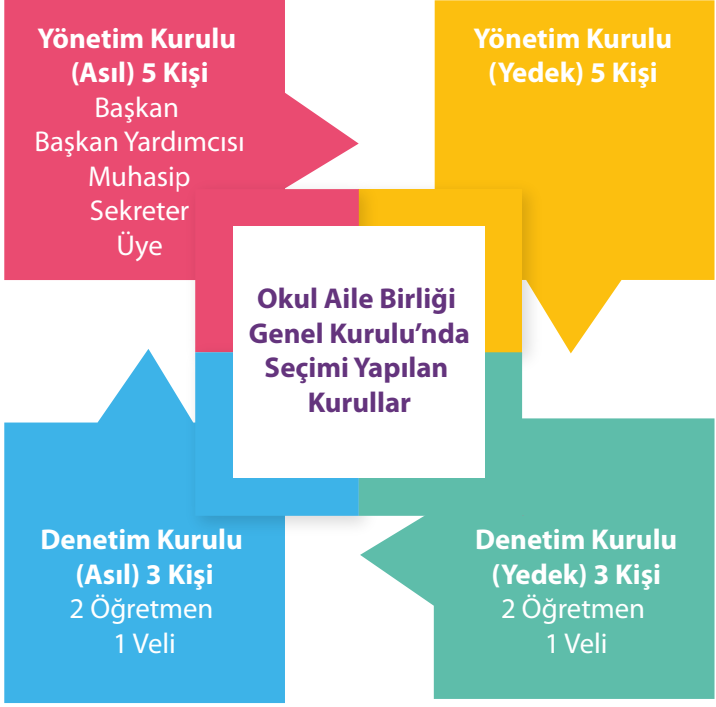 Yönetim Kurulu
(Asıl) 5 Kişi
Başkan
Başkan Yardımcısı
Muhasip
Sekreter
Üye
Yönetim Kurulu
(Yedek) 5 Kişi
Okul Aile Birliği
Genel Kurulu’nda
Seçimi Yapılan
Kurullar
Denetim Kurulu
(Asıl) 3 Kişi
2 Öğretmen
1 Veli
Denetim Kurulu
(Yedek) 3 Kişi
2 Öğretmen
1 Veli